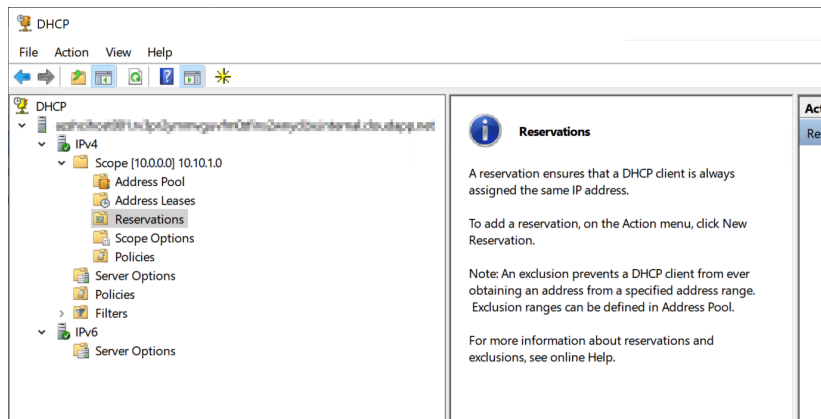 DHCP
File Action View Help
DHCP
IPv4
Scope [10.0.0.0] 10.10.1.0
Address Pool
Address Leases
Reservations
Scope Options
Policies
Server Options
Policies
Filters
IPv6
Server Options
Reservations
A reservation ensures that a DHCP client is always
assigned the same IP address.
To add a reservation, on the Action menu, click New
Reservation.
Note: An exclusion prevents a DHCP client from ever
obtaining an address from a specified address range.
Exclusion ranges can be defined in Address Pool.
For more information about reservations and
exclusions, see online Help.
Act
Re